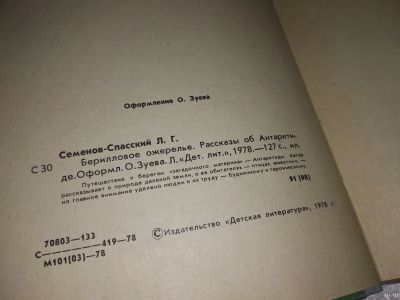 Оформление О. Зуева
Семенов-Спасский Л. Г.
С 30
Берилловое ожерелье. Рассказы об Антаркти-
де. Оформл. О. Зуева. Л. «Дет. лит.», 1978.—127 с., ил.
Путешествие к берегам «загадочного материка» — Антарктиды. Автор
рассказывает о природе далекой земли, о ее обитателях — птицах, животных, —
но главное внимание уделено людям и их труду — будничному и героическому.
91 [08]
70803—133
С————419—78
М101(03)—78
© Издательство «Детская литература», 1978 г.